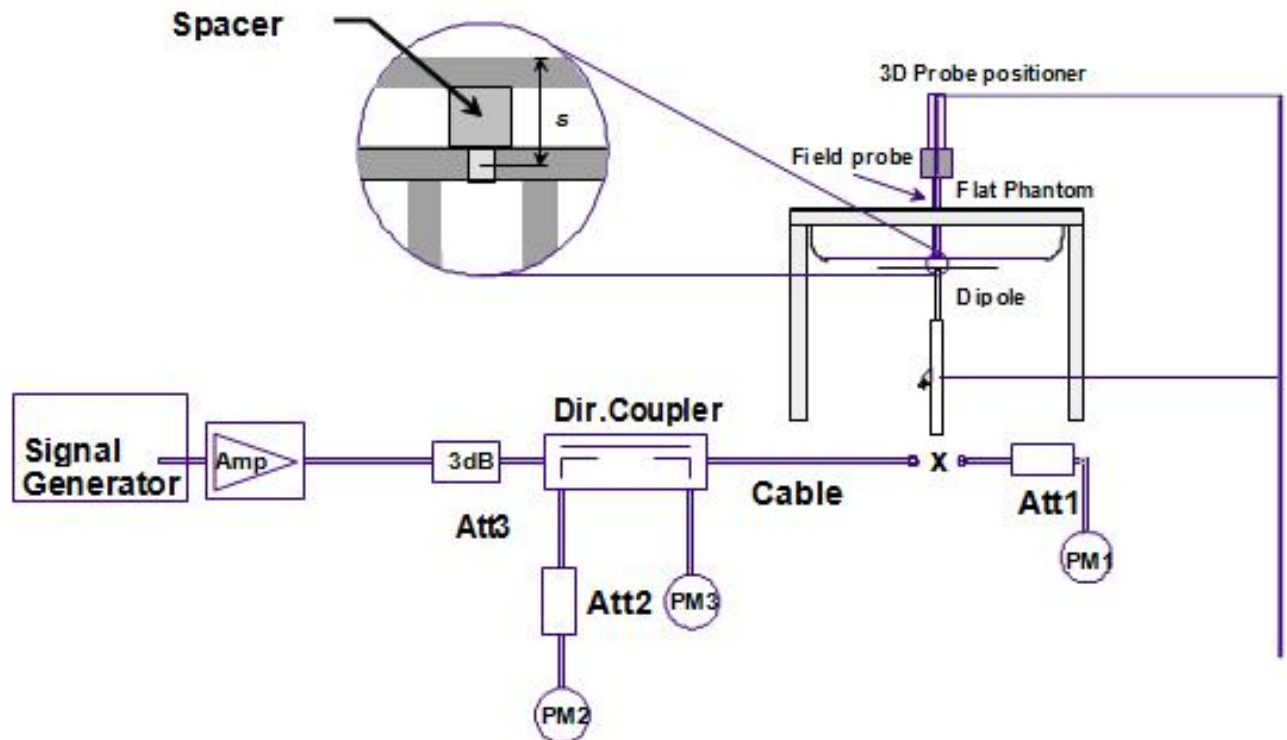 Spacer
s
3D Probe positioner
Field probe
Flat Phantom
Dipole
Signal
Generator
Amp
3dB
Dir.Coupler
Cable
x
Att1
Att3
PM1
Att2
PM3
PM2